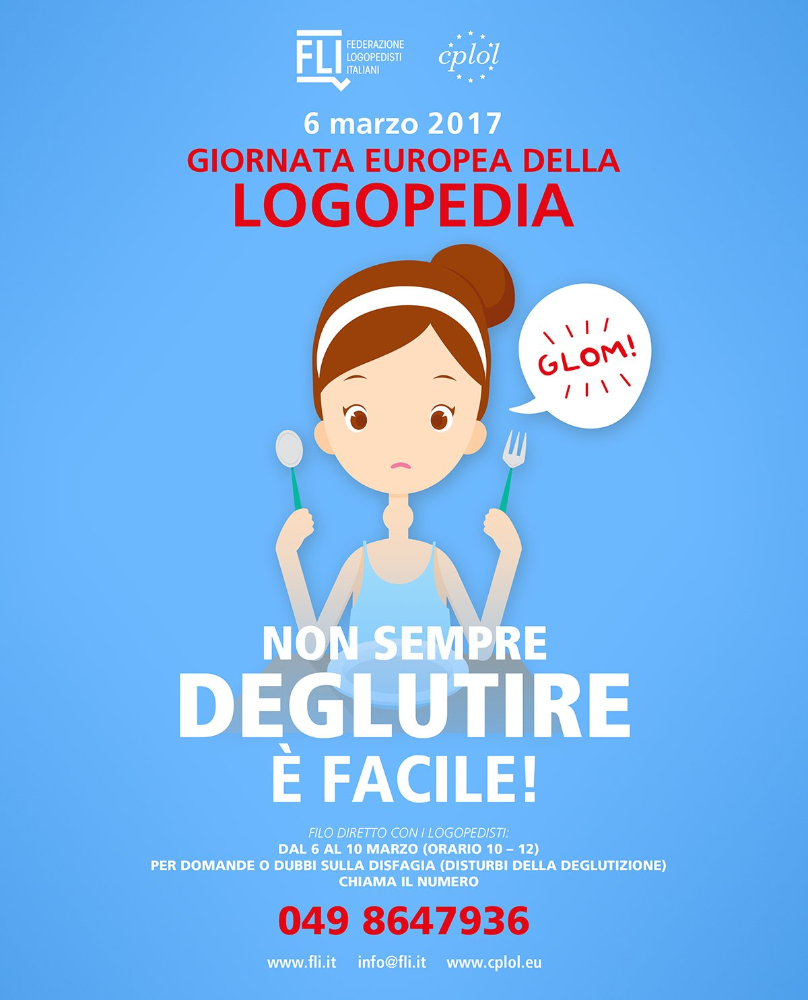 FLI
FEDERAZIONE
LOGOPEDISTI
ITALIANI
cplol
6 marzo 2017
GIORNATA EUROPEA DELLA
LOGOPEDIA
GLOM!
NON SEMPRE
DEGLUTIRE
È FACILE!
FILO DIRETTO CON I LOGOPEDISTI:
DAL 6 AL 10 MARZO (ORARIO 10 – 12)
PER DOMANDE O DUBBI SULLA DISFAGIA (DISTURBI DELLA DEGLUTIZIONE)
CHIAMA IL NUMERO
049 8647936
www.fli.it info@fli.it www.cplol.eu